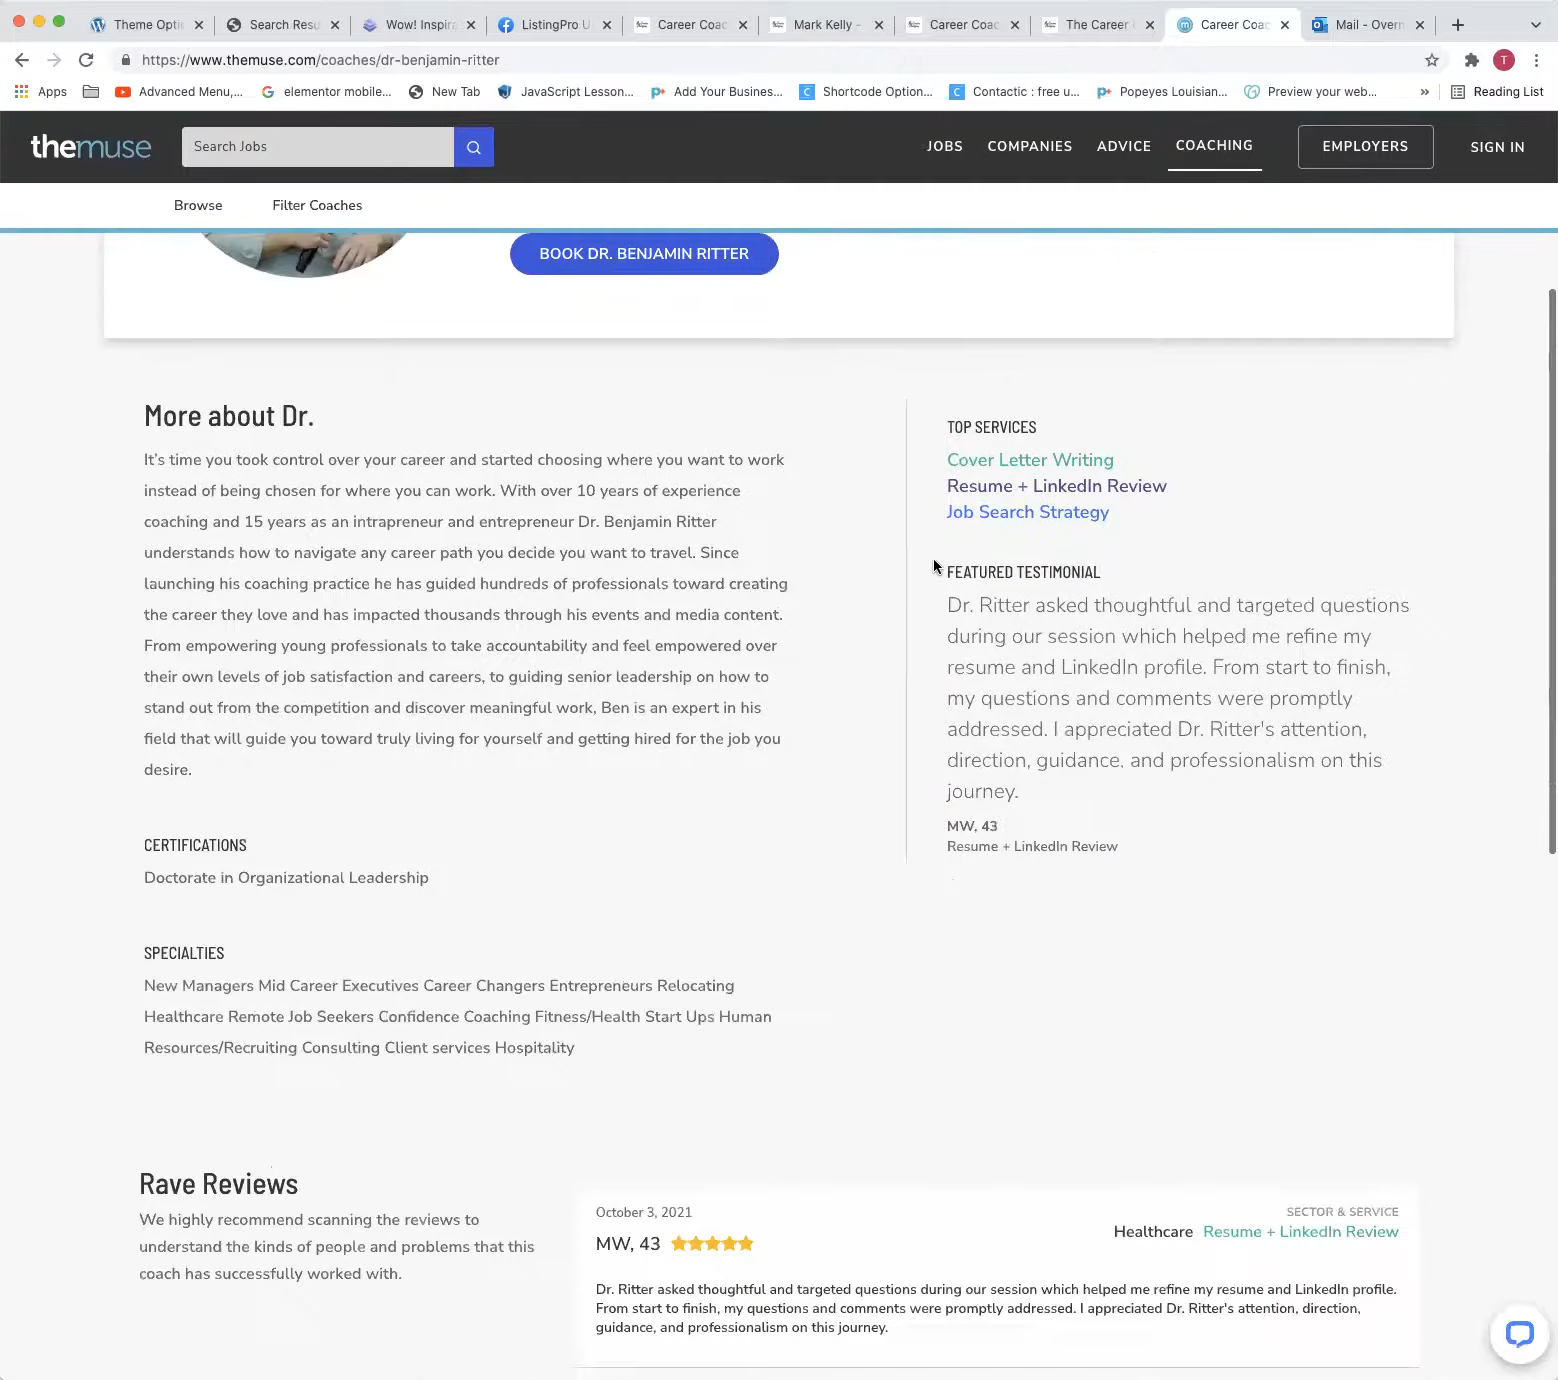 Theme Opti
Search Resu
Wow! Inspira
ListingPro U
Career Coac
Mark Kelly -
Career Coac
The Career
Career Coac
Mail - Overn
https://www.themuse.com/coaches/dr-benjamin-ritter
T
Apps
Advanced Menu,...
elementor mobile...
New Tab
JavaScript Lesson...
Add Your Busines...
Shortcode Option...
Contactic : free u...
Popeyes Louisian...
Preview your web...
»
Reading List
themuse
Search Jobs
JOBS
COMPANIES
ADVICE
COACHING
EMPLOYERS
SIGN IN
Browse
Filter Coaches
BOOK DR. BENJAMIN RITTER
More about Dr.
It's time you took control over your career and started choosing where you want to work
instead of being chosen for where you can work. With over 10 years of experience
coaching and 15 years as an intrapreneur and entrepreneur Dr. Benjamin Ritter
understands how to navigate any career path you decide you want to travel. Since
launching his coaching practice he has guided hundreds of professionals toward creating
the career they love and has impacted thousands through his events and media content.
From empowering young professionals to take accountability and feel empowered over
their own levels of job satisfaction and careers, to guiding senior leadership on how to
stand out from the competition and discover meaningful work, Ben is an expert in his
field that will guide you toward truly living for yourself and getting hired for the job you
desire.
CERTIFICATIONS
Doctorate in Organizational Leadership
SPECIALTIES
New Managers Mid Career Executives Career Changers Entrepreneurs Relocating
Healthcare Remote Job Seekers Confidence Coaching Fitness/Health Start Ups Human
Resources/Recruiting Consulting Client services Hospitality
TOP SERVICES
Cover Letter Writing
Resume + LinkedIn Review
Job Search Strategy
FEATURED TESTIMONIAL
Dr. Ritter asked thoughtful and targeted questions
during our session which helped me refine my
resume and LinkedIn profile. From start to finish,
my questions and comments were promptly
addressed. I appreciated Dr. Ritter's attention,
direction, guidance, and professionalism on this
journey.
MW, 43
Resume + LinkedIn Review
Rave Reviews
We highly recommend scanning the reviews to
understand the kinds of people and problems that this
coach has successfully worked with.
October 3, 2021
MW, 43
SECTOR & SERVICE
Healthcare Resume + LinkedIn Review
Dr. Ritter asked thoughtful and targeted questions during our session which helped me refine my resume and LinkedIn profile.
From start to finish, my questions and comments were promptly addressed. I appreciated Dr. Ritter's attention, direction,
guidance, and professionalism on this journey.